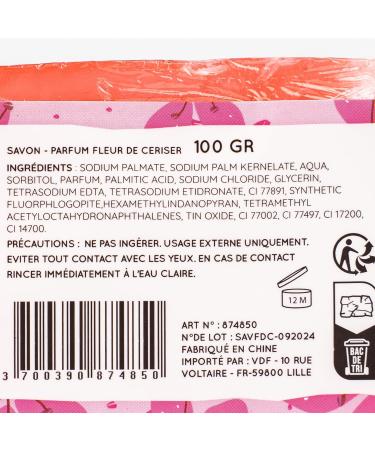 SAVON - PARFUM FLEUR DE CERISER 100 GR
INGRÉDIENTS : SODIUM PALMATE, SODIUM PALM KERNELATE, AQUA,
SORBITOL, PARFUM, PALMITIC ACID, SODIUM CHLORIDE, GLYCERIN,
TETRASODIUM EDTA, TETRASODIUM ETIDRONATE, CI 77891, SYNTHETIC
FLUORPHLOGOPITE,HEXAMETHYLINDANOPYRAN, TETRAMETHYL
ACETYLOCTAHYDRONAPHTHALENES, TIN OXIDE, CI 77002, CI 77497, CI 17200,
CI 14700.
PRÉCAUTIONS : NE PAS INGÉRER. USAGE EXTERNE UNIQUEMENT.
EVITER TOUT CONTACT AVEC LES YEUX. EN CAS DE CONTACT
RINCER IMMÉDIATEMENT À L'EAU CLAIRE.
12 M
ART N° : 874850
N°DE LOT : SAVFDC-092024
FABRIQUÉ EN CHINE
IMPORTÉ PAR : VDF - 10 RUE
VOLTAIRE - FR-59800 LILLE
3 700390 874850
BAC
DE
TRI